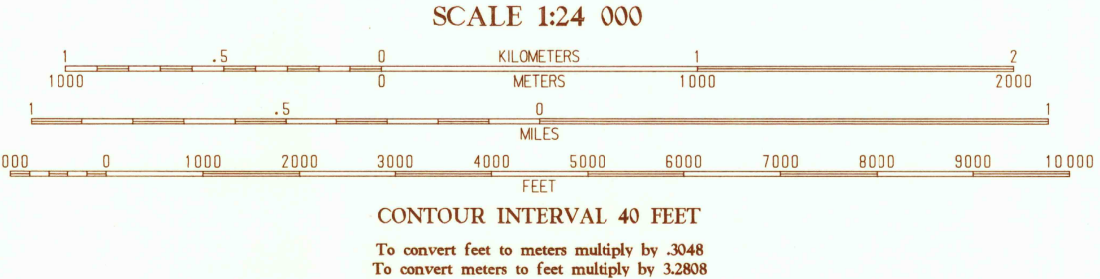 SCALE 1:24 000
1 .5 0 KILOMETERS 1 2
1000 0 METERS 1000 2000
1 .5 0 1
MILES
000 0 1000 2000 3000 4000 5000 6000 7000 8000 9000 10 000
FEET
CONTOUR INTERVAL 40 FEET
To convert feet to meters multiply by .3048
To convert meters to feet multiply by 3.2808